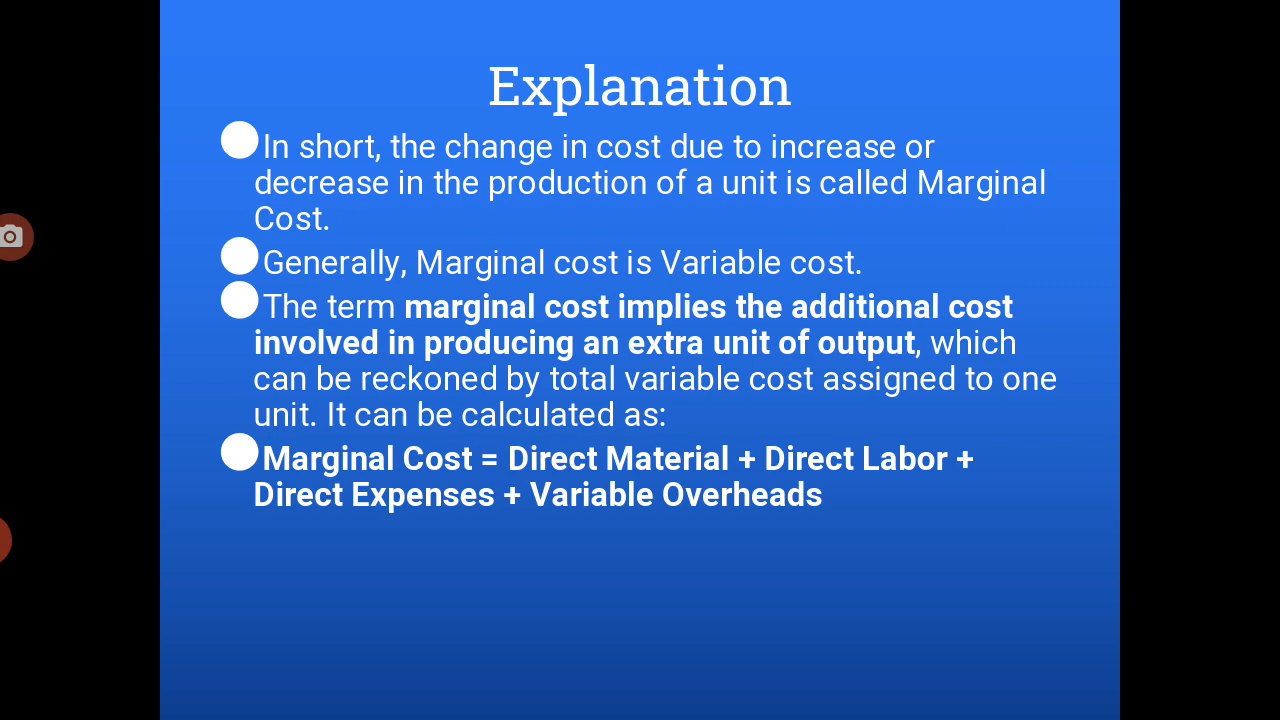 Explanation
In short, the change in cost due to increase or
decrease in the production of a unit is called Marginal
Cost.
Generally, Marginal cost is Variable cost.
The term marginal cost implies the additional cost
involved in producing an extra unit of output, which
can be reckoned by total variable cost assigned to one
unit. It can be calculated as:
Marginal Cost = Direct Material + Direct Labor +
Direct Expenses + Variable Overheads